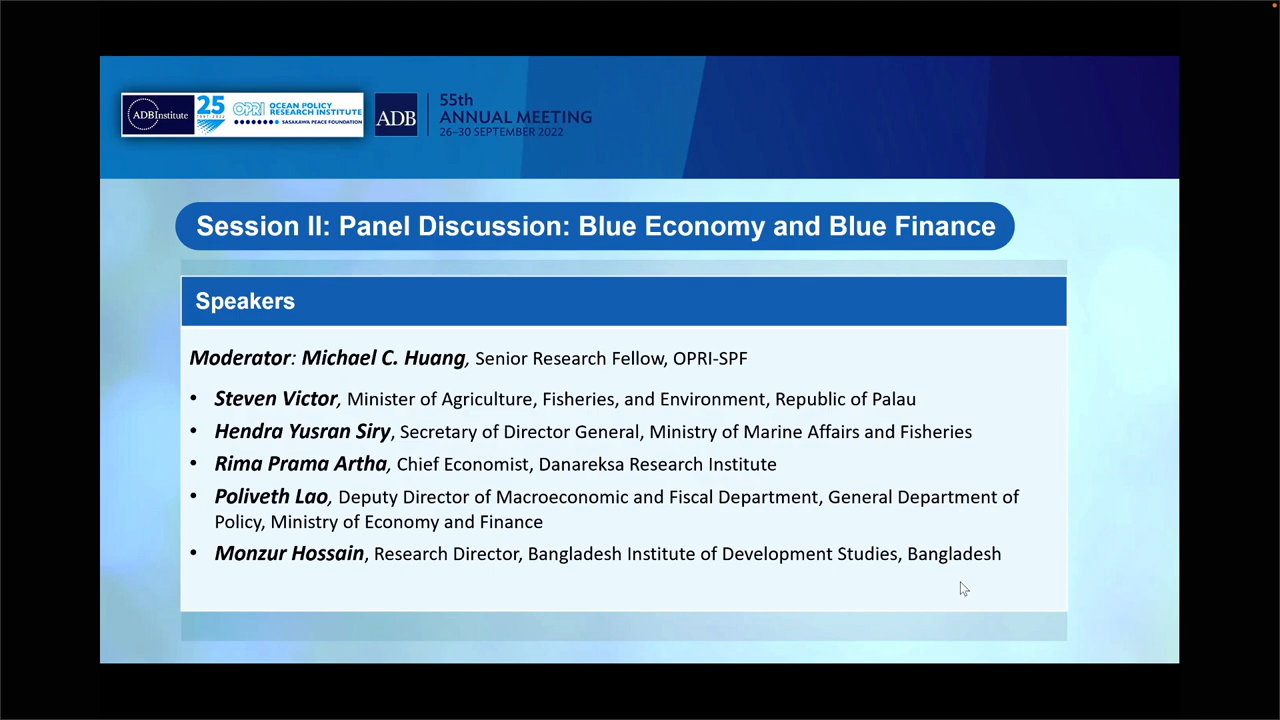 ADBInstitute
25
OPRI OCEAN POLICY
RESEARCH INSTITUTE
SASAKAWA PEACE FOUNDATION
ADB
55th
ANNUAL MEETING
26–30 SEPTEMBER 2022
Session II: Panel Discussion: Blue Economy and Blue Finance
Speakers
Moderator: Michael C. Huang, Senior Research Fellow, OPRI-SPF
• Steven Victor, Minister of Agriculture, Fisheries, and Environment, Republic of Palau
• Hendra Yusran Siry, Secretary of Director General, Ministry of Marine Affairs and Fisheries
• Rima Prama Artha, Chief Economist, Danareksa Research Institute
• Poliveth Lao, Deputy Director of Macroeconomic and Fiscal Department, General Department of
Policy, Ministry of Economy and Finance
• Monzur Hossain, Research Director, Bangladesh Institute of Development Studies, Bangladesh